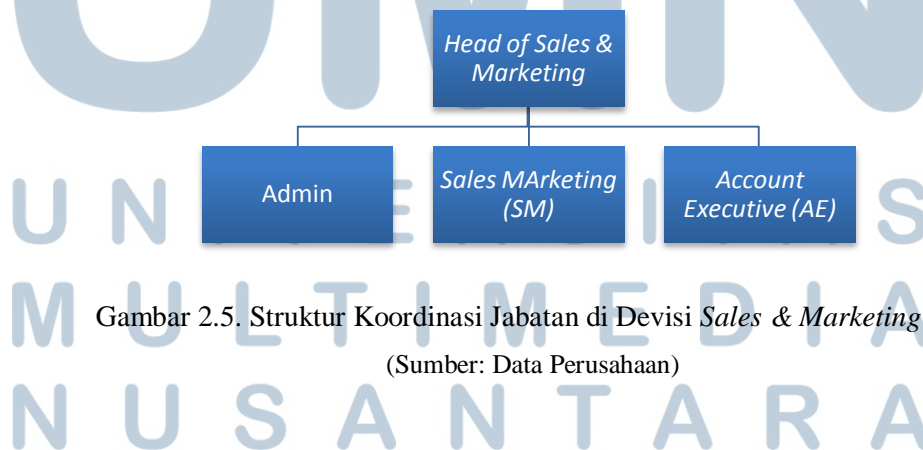 UMN
Head of Sales &
Marketing
Admin
Sales MArketing
(SM)
Account
Executive (AE)
Gambar 2.5. Struktur Koordinasi Jabatan di Devisi Sales & Marketing
(Sumber: Data Perusahaan)
MULTIMEDIA
NUSANTARA